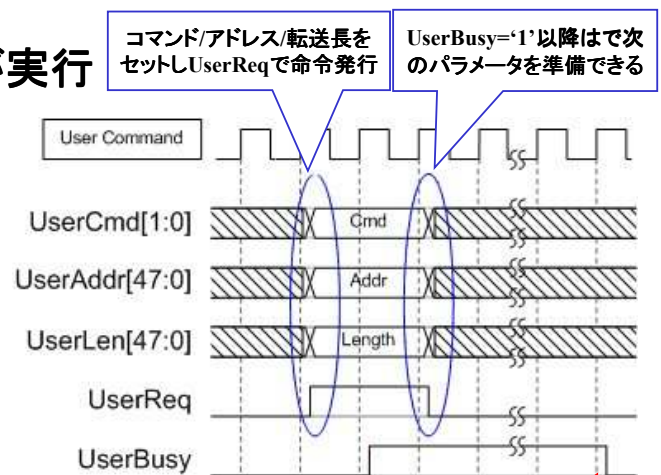 実行
コマンド/アドレス/転送長を
セットしUserReqで命令発行
UserBusy=‘1’以降はで次
のパラメータを準備できる
User Command
UserCmd[1:0]
Cmd
UserAddr[47:0]
Addr
UserLen[47:0]
Length
UserReq
UserBusy